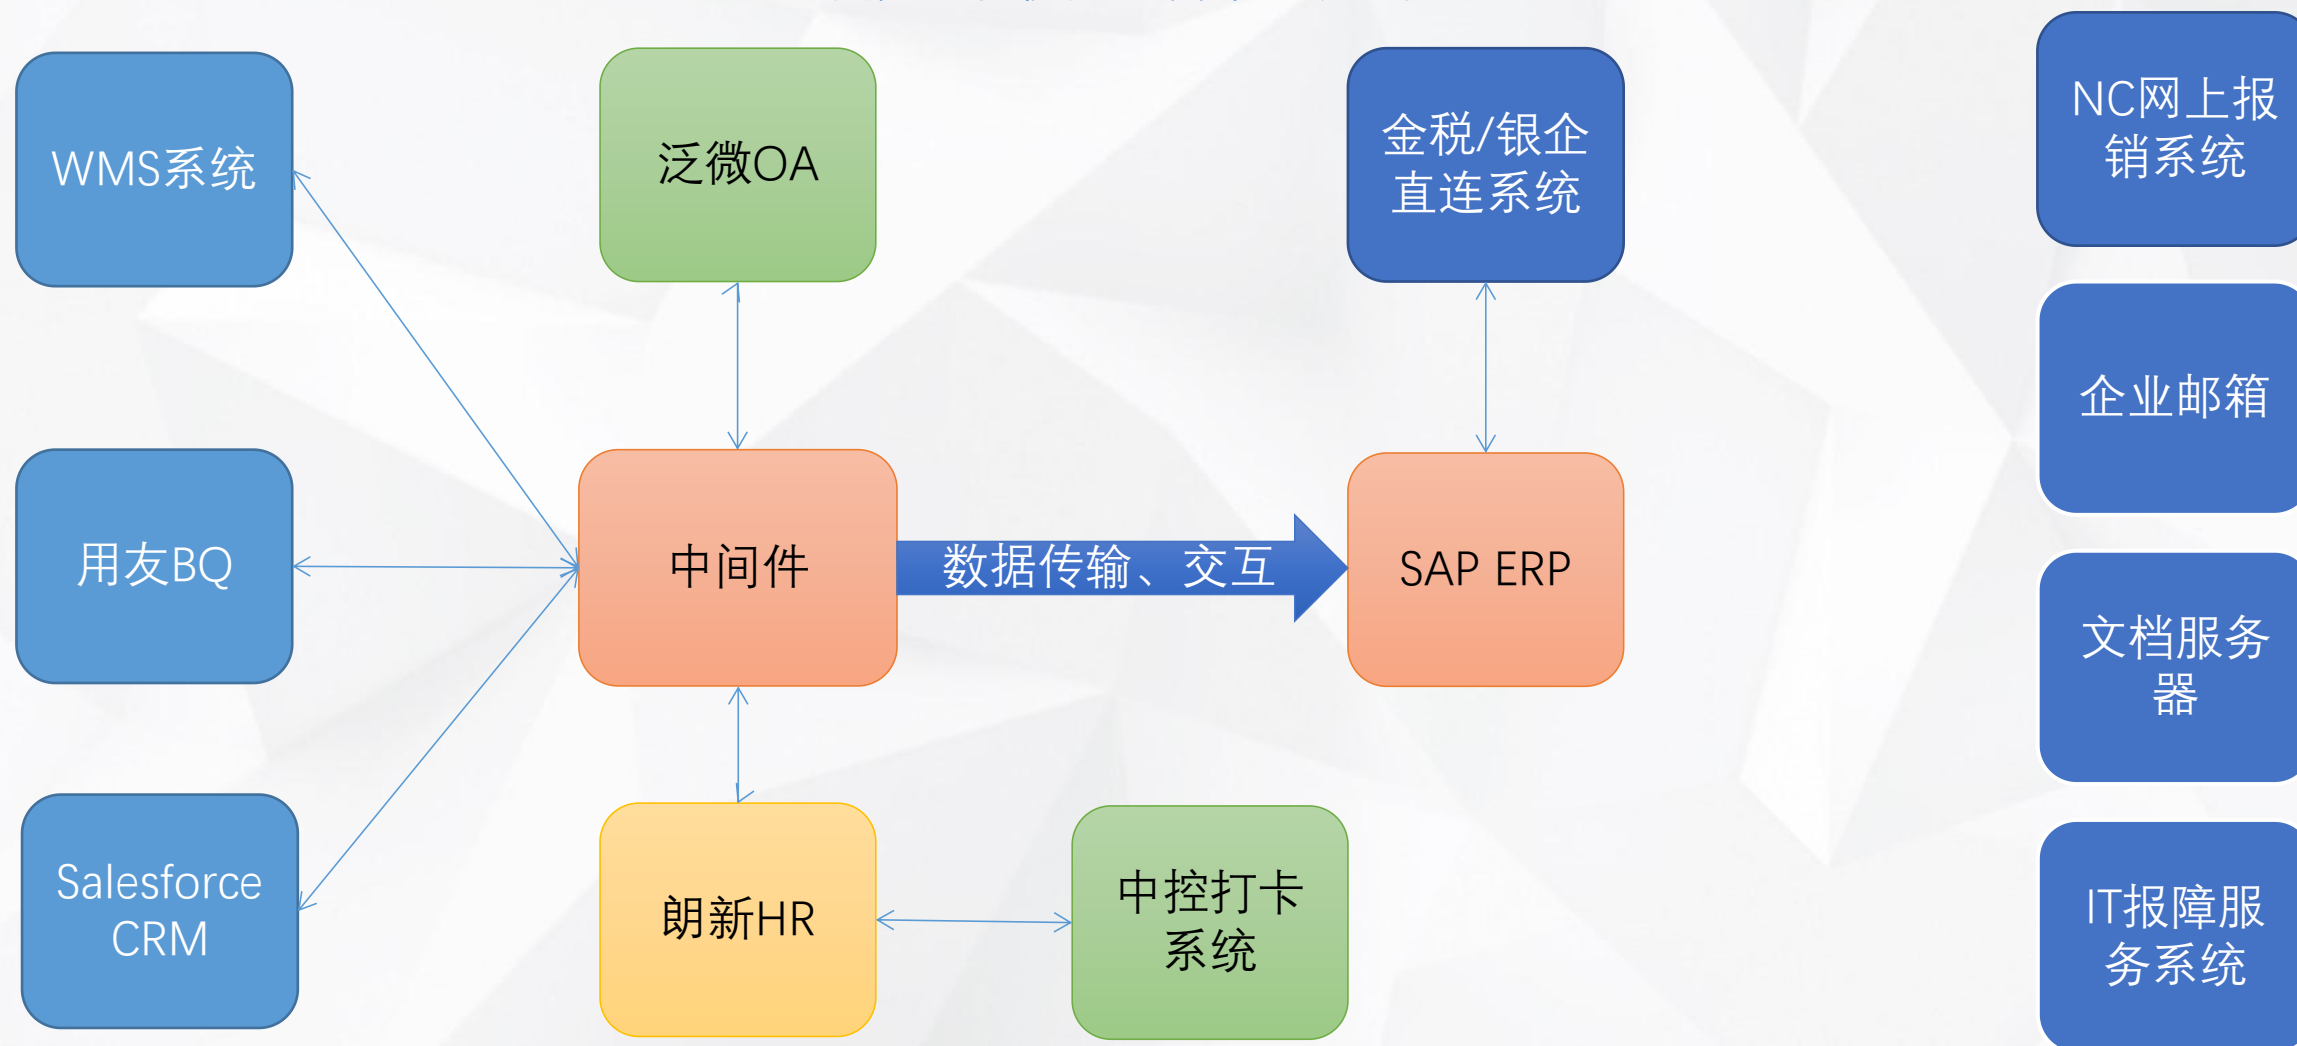 WMS系统
泛微OA
金税/银企
直连系统
NC网上报
销系统
企业邮箱
用友BQ
中间件
数据传输、交互
SAP ERP
文档服务
器
Salesforce
CRM
朗新HR
中控打卡
系统
IT报障服
务系统